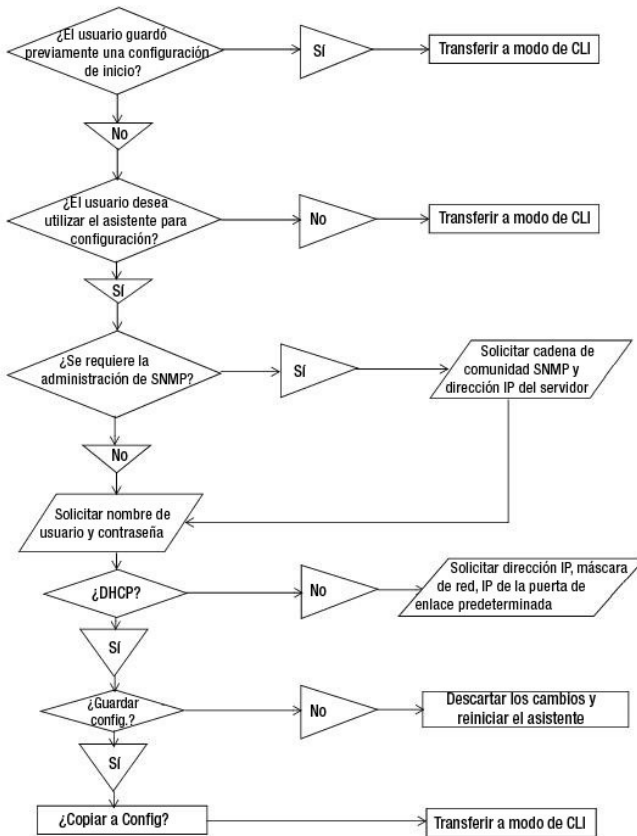 ¿El usuario guardó
previamente una configuración
de inicio?
Sí
Transferir a modo de CLI
No
¿El usuario desea
utilizar el asistente para
configuración?
No
Transferir a modo de CLI
Sí
¿Se requiere la
administración de SNMP?
Sí
Solicitar cadena de
comunidad SNMP y
dirección IP del servidor
No
Solicitar nombre de
usuario y contraseña
¿DHCP?
No
Solicitar dirección IP, máscara
de red, IP de la puerta de
enlace predeterminada
Sí
¿Guardar
config.?
No
Descartar los cambios y
reiniciar el asistente
Sí
¿Copiar a Config?
Transferir a modo de CLI